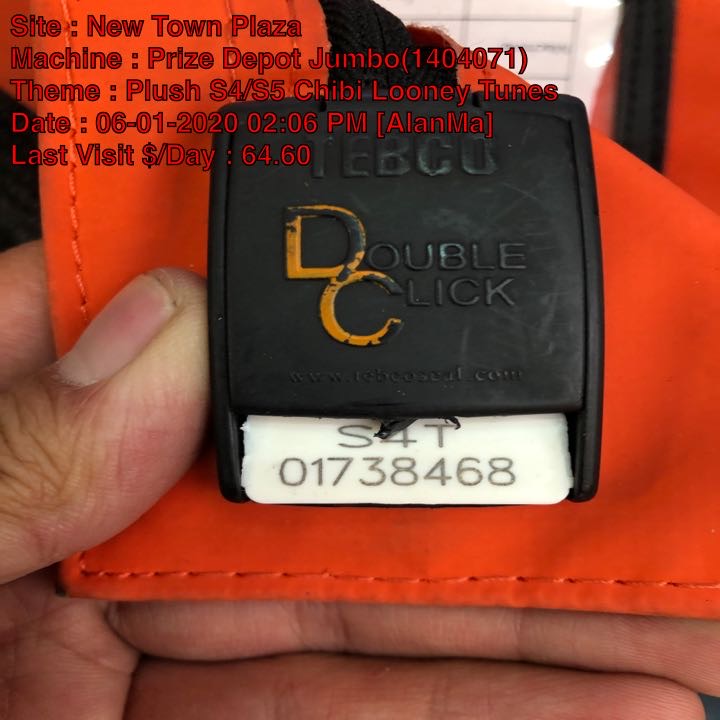 Site : New Town Plaza
Machine : Prize Depot Jumbo(1404071)
Theme : Plush S4/S5 Chibi Looney Tunes
Date : 06-01-2020 02:06 PM [AlanMa]
Last Visit $/Day : 64.60
TEBCO
DOUBLE
CLICK
www.tebcoseal.com
S4T
01738468